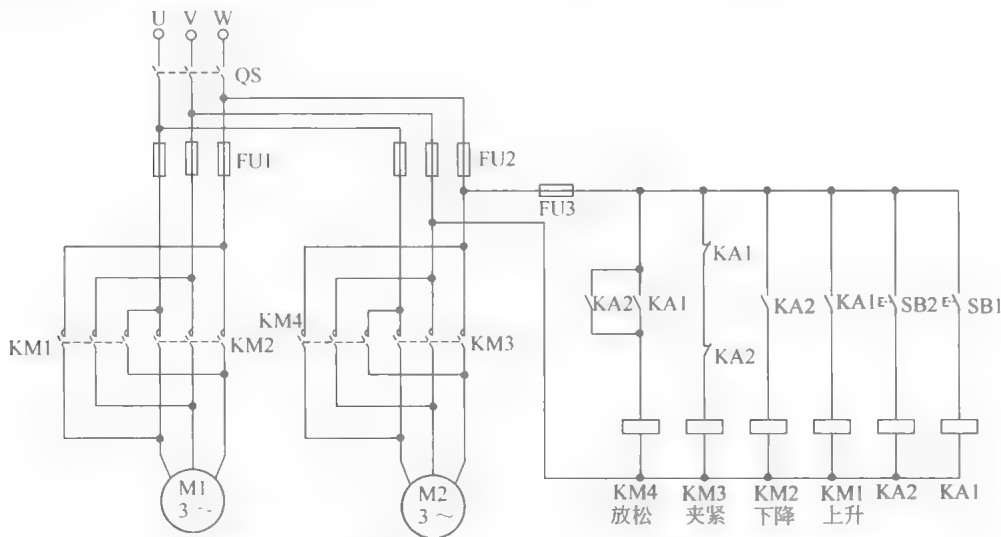 U V W
QS
FU1
FU2
FU3
KA1
KA2 KA1 KA2 KA1 SB2 SB1
KM1 KM2 KM4 KM3
KA2
M1
3 ~
M2
3 ~
KM4 KM3 KM2 KM1 KA2 KA1
放松 夹紧 下降 上升